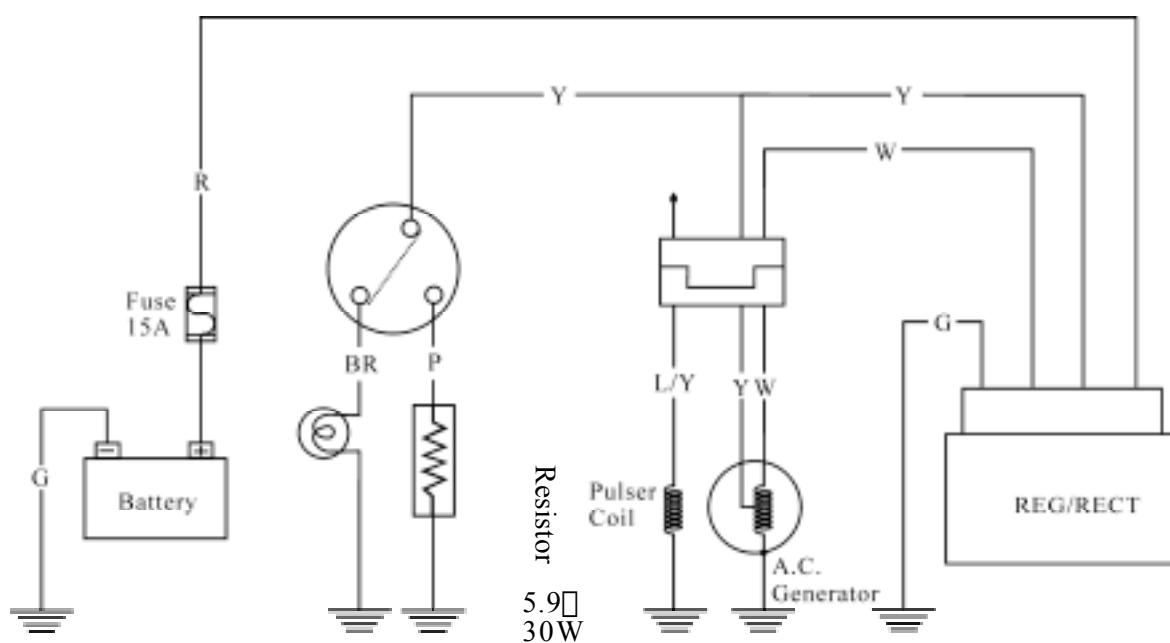 Y
Y
W
R
Fuse
15A
G
BR
P
L/Y
Y
W
G
Battery
Resistor
5.9□
30W
Pulser
Coil
A.C.
Generator
REG/RECT